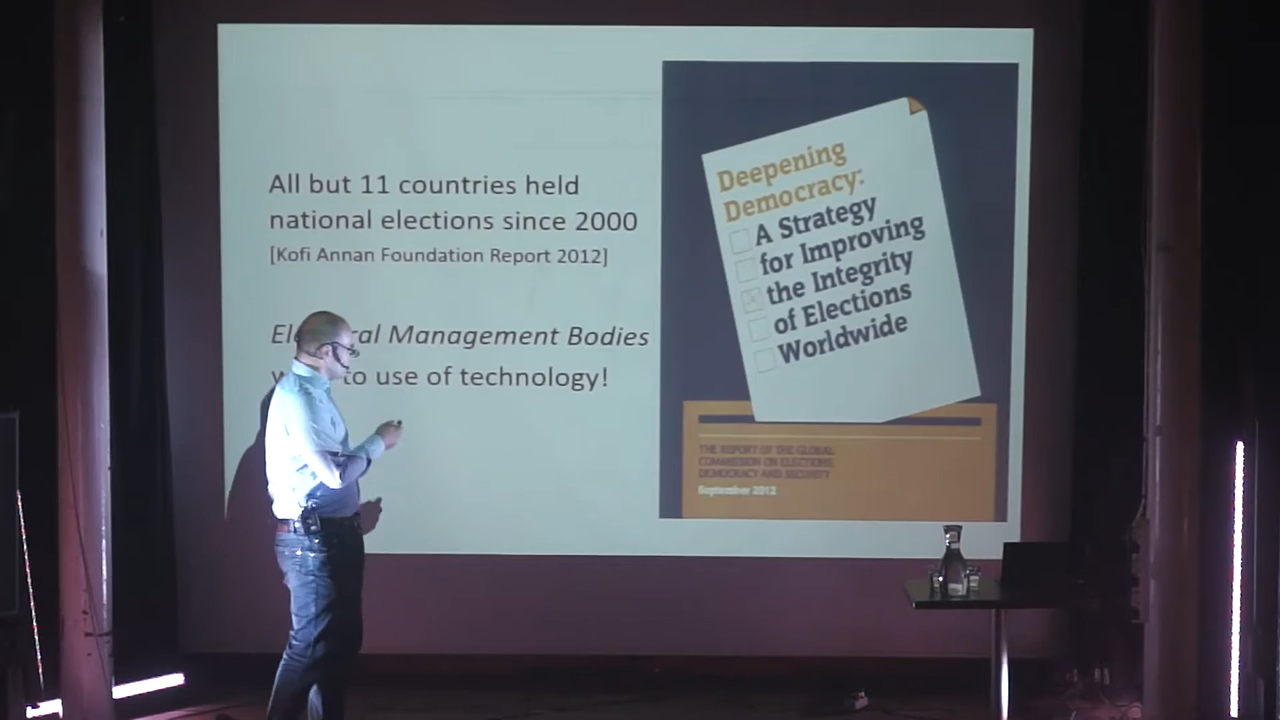 All but 11 countries held
national elections since 2000
[Kofi Annan Foundation Report 2012]
al Management Bodies
to use of technology!
Deepening
Democracy:
A Strategy
for Improving
the Integrity
of Elections
Worldwide
THE REPORT OF THE GLOBAL
COMMISSION ON ELECTIONS,
DEMOCRACY AND SECURITY
September 2012